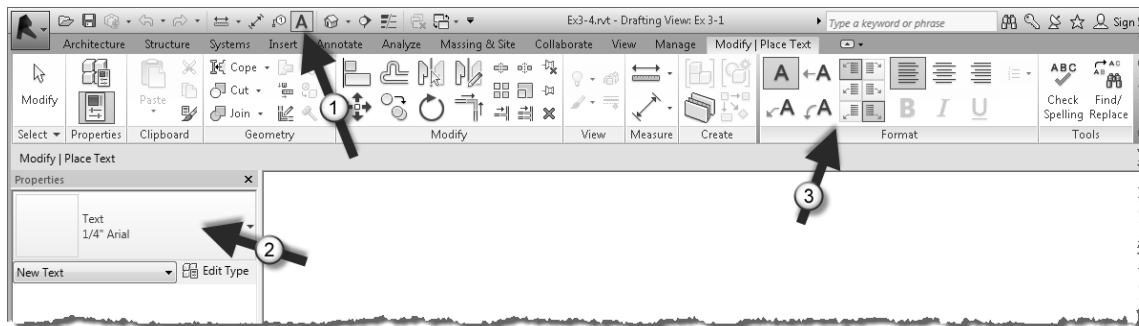 Ex3-4.rvt - Drafting View: Ex 3-1 Type a keyword or phrase Sign
Architecture Structure Systems Insert Annotate Analyze Massing & Site Collaborate View Manage Modify | Place Text
Modify Paste Cope
Cut
Join
A A A A B I U
ABC
Check Spelling
Find/ Replace
Select Properties Clipboard Geometry Modify View Measure Create Format Tools
Modify | Place Text
Properties
Text
1/4" Arial
New Text Edit Type
1
2
3